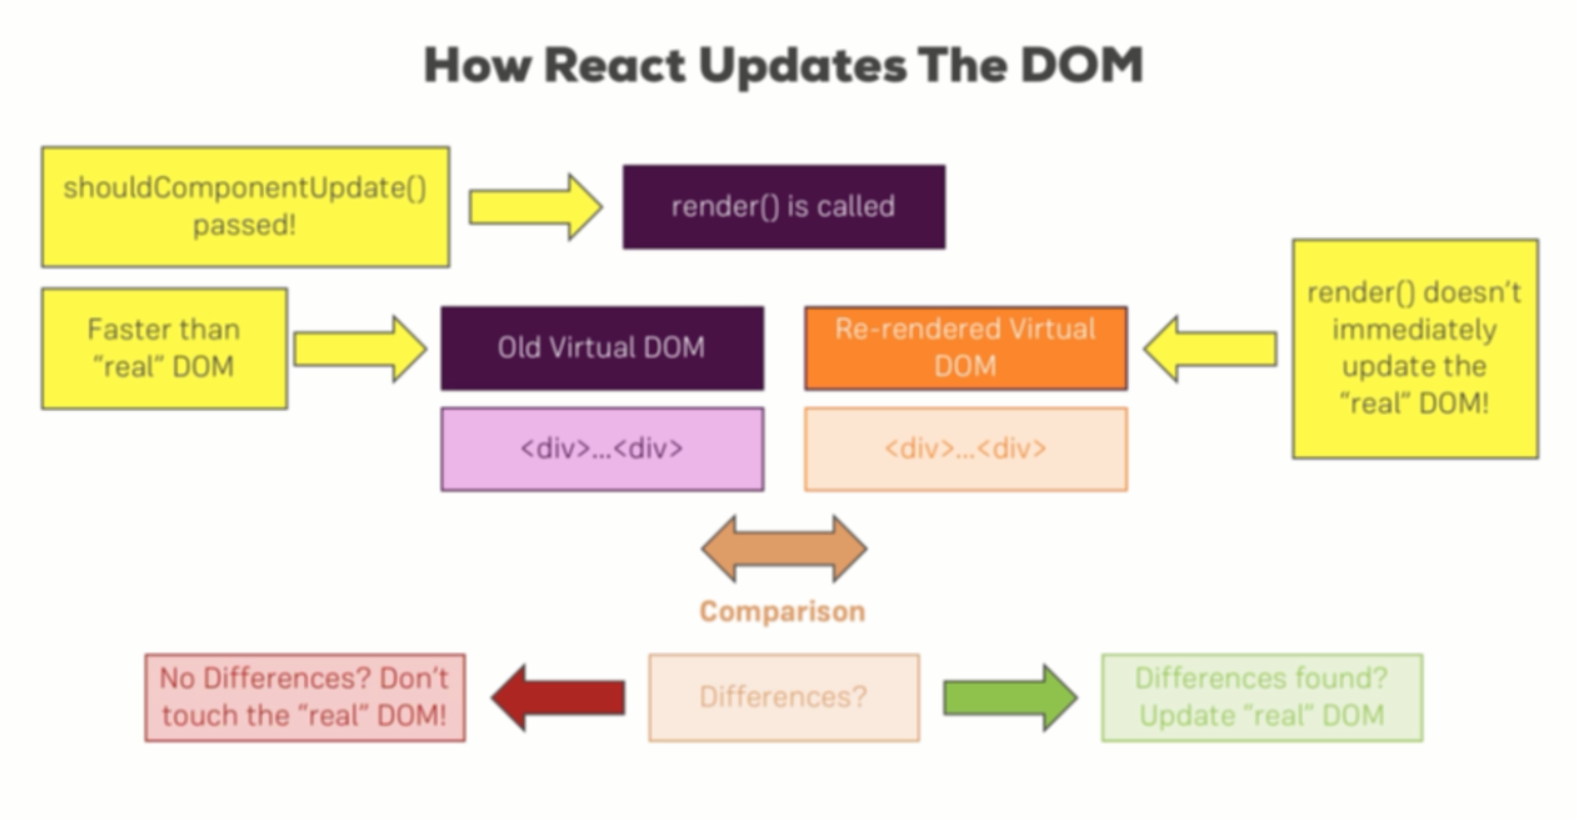 How React Updates The DOM
shouldComponentUpdate()
passed!
render() is called
Faster than
“real” DOM
Old Virtual DOM
Re-rendered Virtual
DOM
render() doesn’t
immediately
update the
“real” DOM!
<div>...<div>
<div>...<div>
Comparison
No Differences? Don’t
touch the “real” DOM!
Differences?
Differences found?
Update “real” DOM